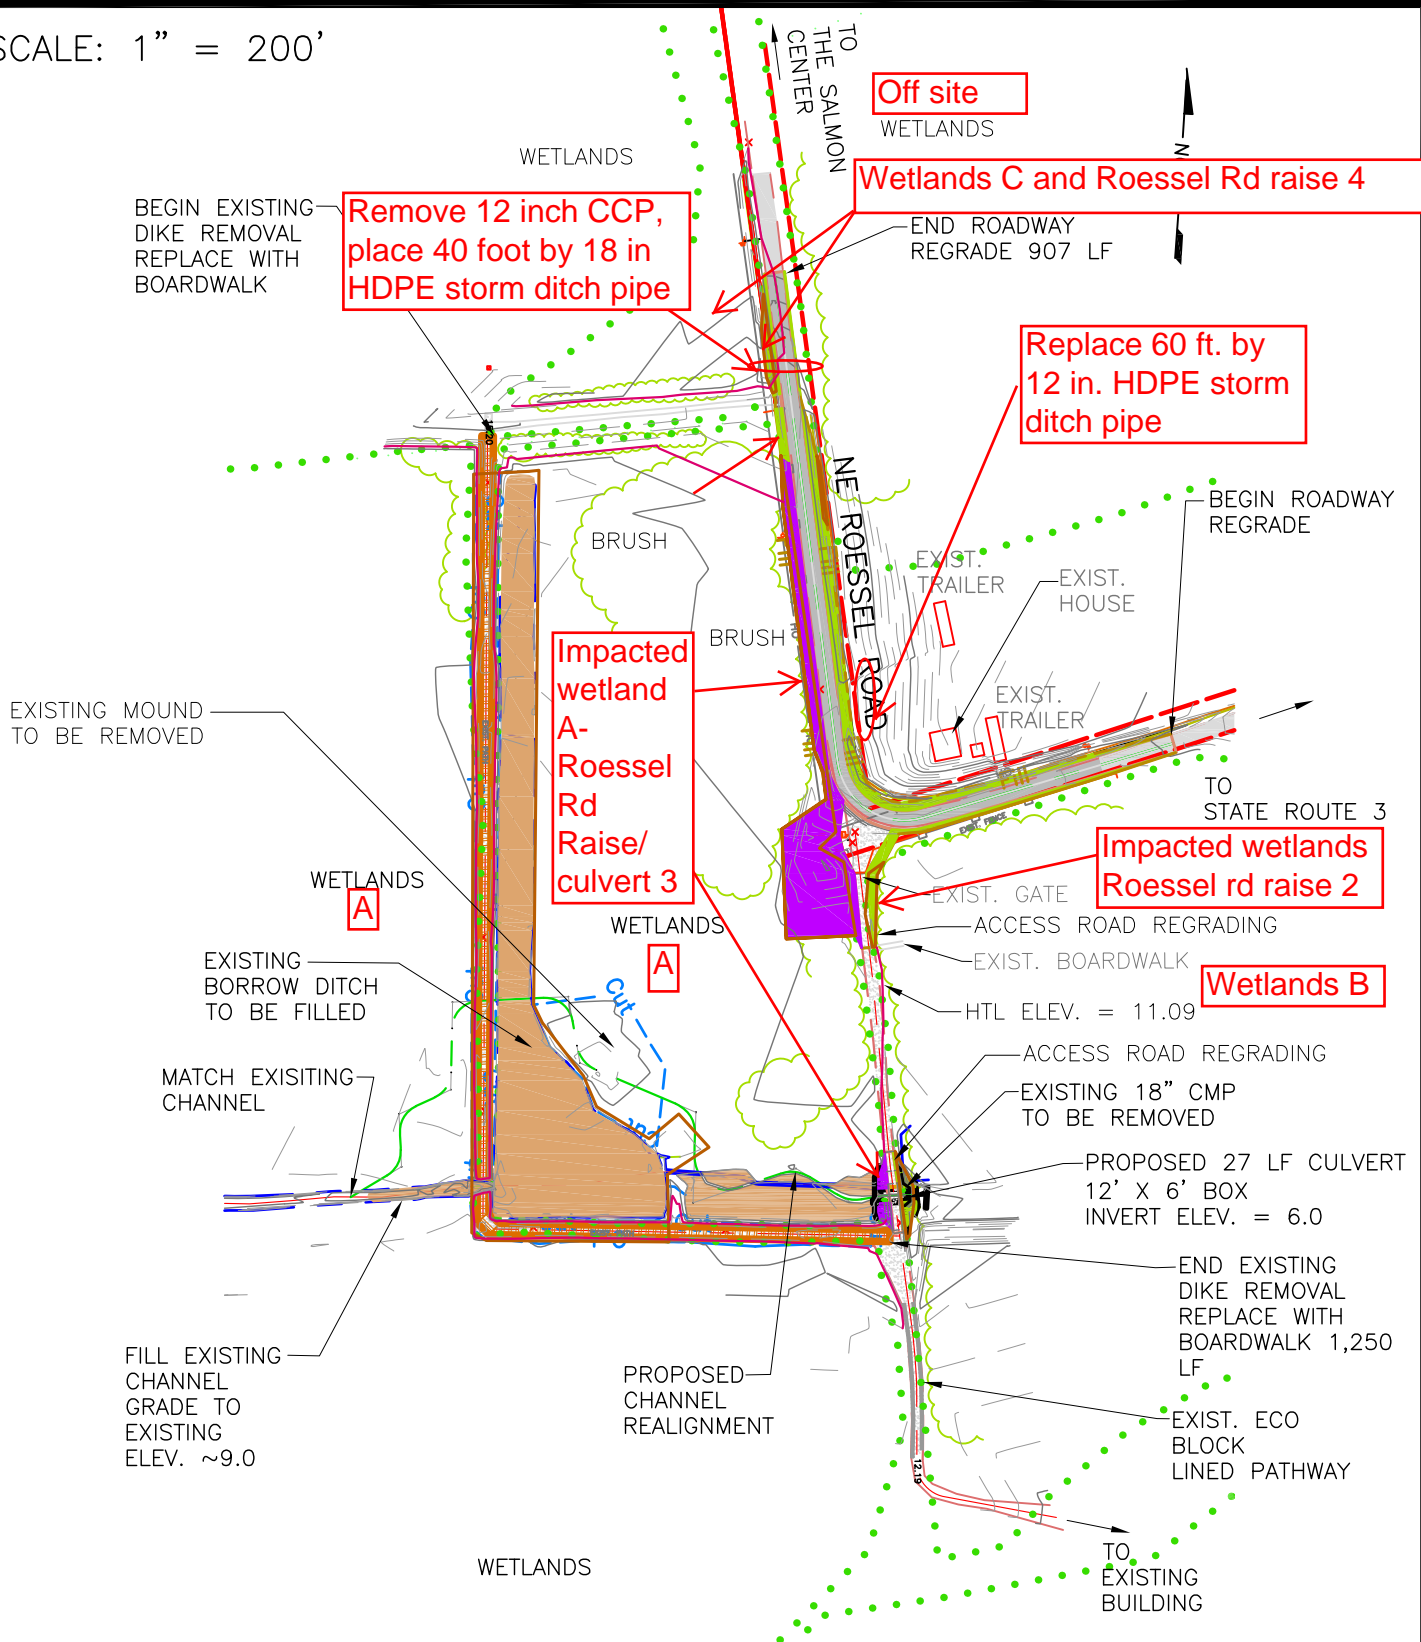 SCALE: 1” = 200’
TO
THE SALMON
CENTER
Off site
WETLANDS
WETLANDS
Wetlands C and Roessel Rd raise 4
BEGIN EXISTING
DIKE REMOVAL
REPLACE WITH
BOARDWALK
Remove 12 inch CCP,
place 40 foot by 18 in
HDPE storm ditch pipe
END ROADWAY
REGRADE 907 LF
Replace 60 ft. by
12 in. HDPE storm
ditch pipe
NE ROESSEL ROAD
BEGIN ROADWAY
REGRADE
BRUSH
EXIST.
TRAILER
EXIST.
HOUSE
BRUSH
Impacted
wetland
A-
Roessel
Rd
Raise/
culvert 3
EXISTING MOUND
TO BE REMOVED
EXIST.
TRAILER
Fill
TO
STATE ROUTE 3
EXIST FENCE
Impacted wetlands
Roessel rd raise 2
WETLANDS
A
EXIST. GATE
WETLANDS
A
ACCESS ROAD REGRADING
EXISTING
BORROW DITCH
TO BE FILLED
EXIST. BOARDWALK
Wetlands B
Cut
HTL ELEV. = 11.09
ACCESS ROAD REGRADING
MATCH EXISITING
CHANNEL
EXISTING 18” CMP
TO BE REMOVED
Cut
PROPOSED 27 LF CULVERT
12’ X 6’ BOX
INVERT ELEV. = 6.0
END EXISTING
DIKE REMOVAL
REPLACE WITH
BOARDWALK 1,250
LF
FILL EXISTING
CHANNEL
GRADE TO
EXISTING
ELEV. ~9.0
PROPOSED
CHANNEL
REALIGNMENT
EXIST. ECO
BLOCK
LINED PATHWAY
12.19
WETLANDS
TO
EXISTING
BUILDING